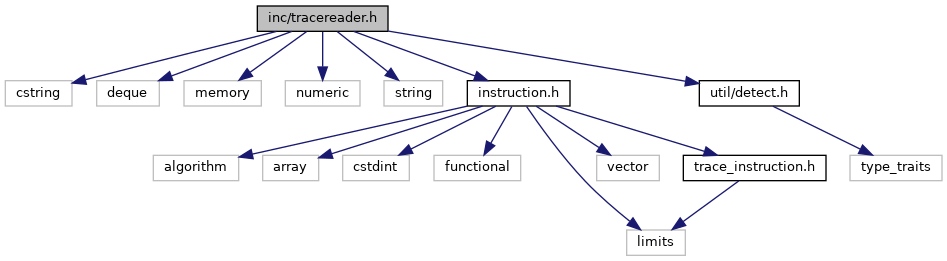 inc/tracereader.h
cstring
deque
memory
numeric
string
instruction.h
util/detect.h
algorithm
array
cstdint
functional
vector
trace_instruction.h
type_traits
limits